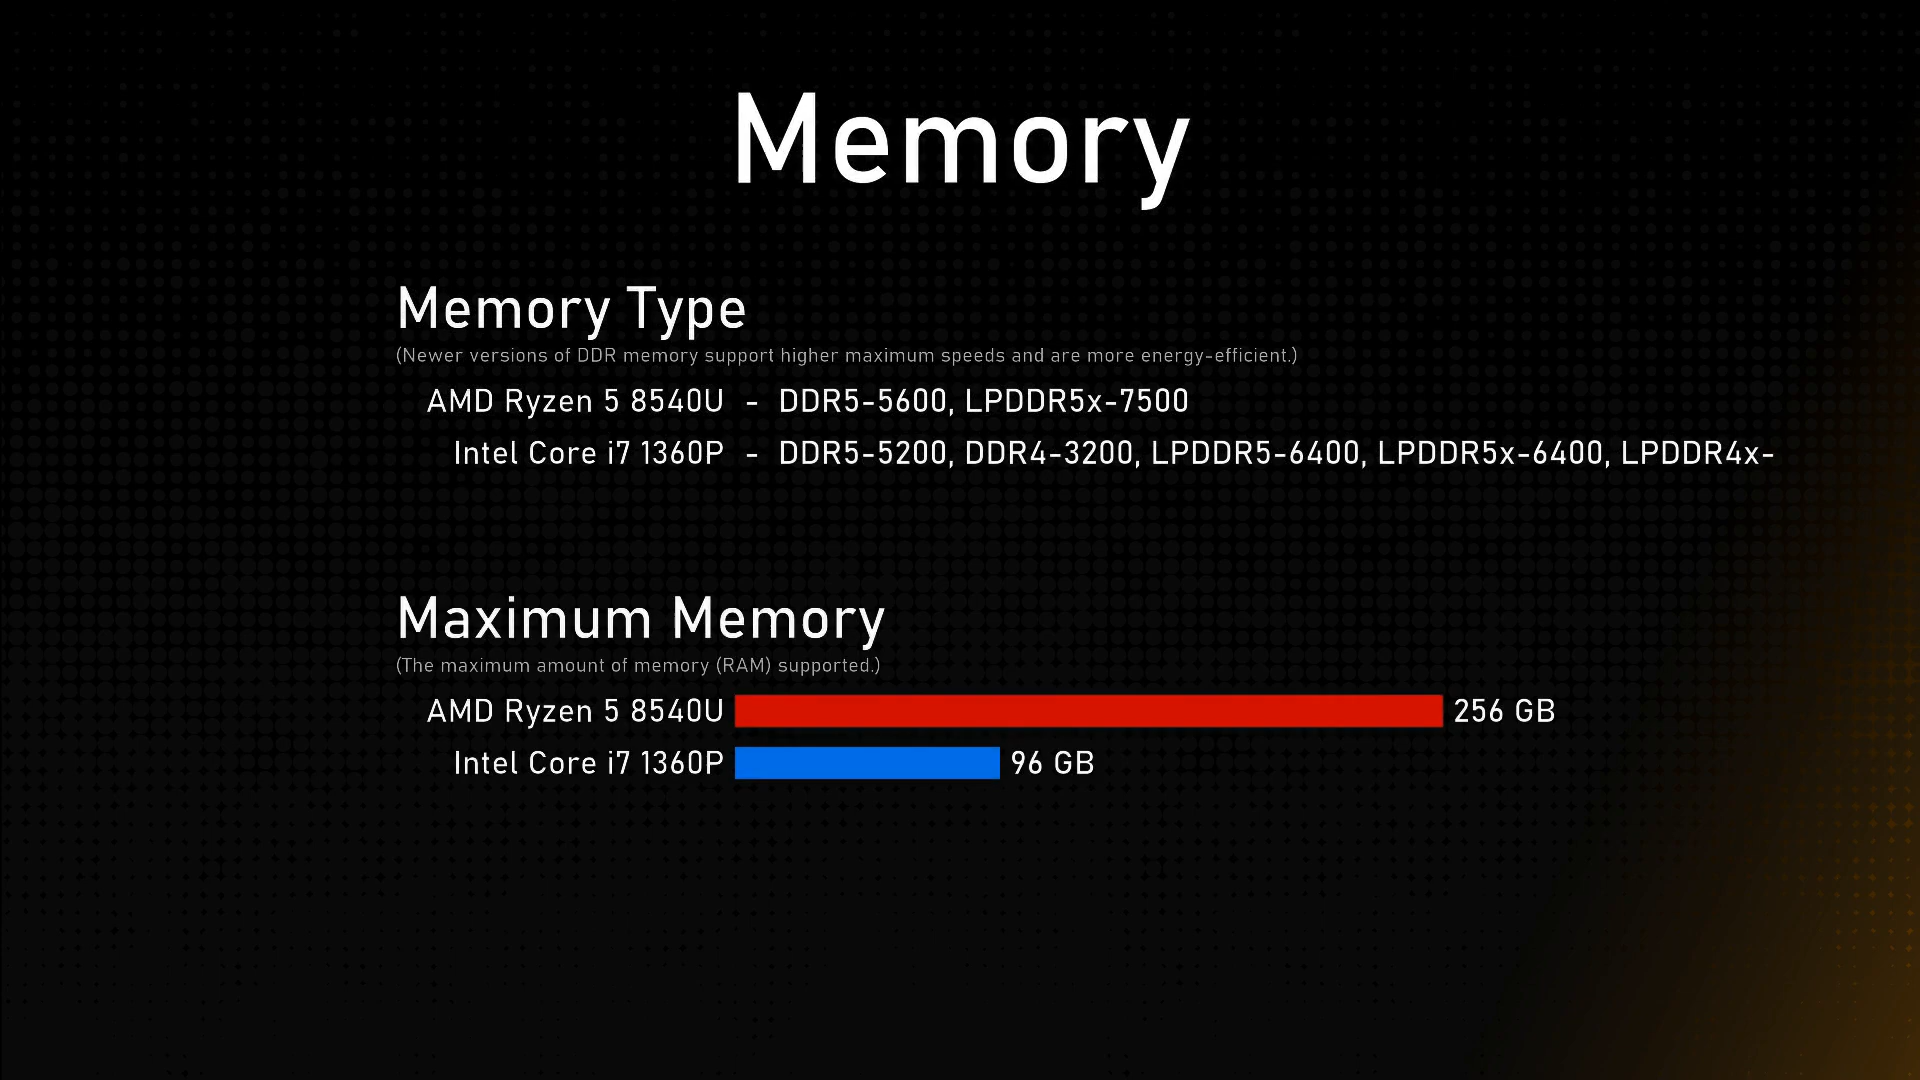 Memory
Memory Type
(Newer versions of DDR memory support higher maximum speeds and are more energy-efficient.)
AMD Ryzen 5 8540U - DDR5-5600, LPDDR5x-7500
Intel Core i7 1360P - DDR5-5200, DDR4-3200, LPDDR5-6400, LPDDR5x-6400, LPDDR4x-
Maximum Memory
(The maximum amount of memory (RAM) supported.)
AMD Ryzen 5 8540U 256 GB
Intel Core i7 1360P 96 GB